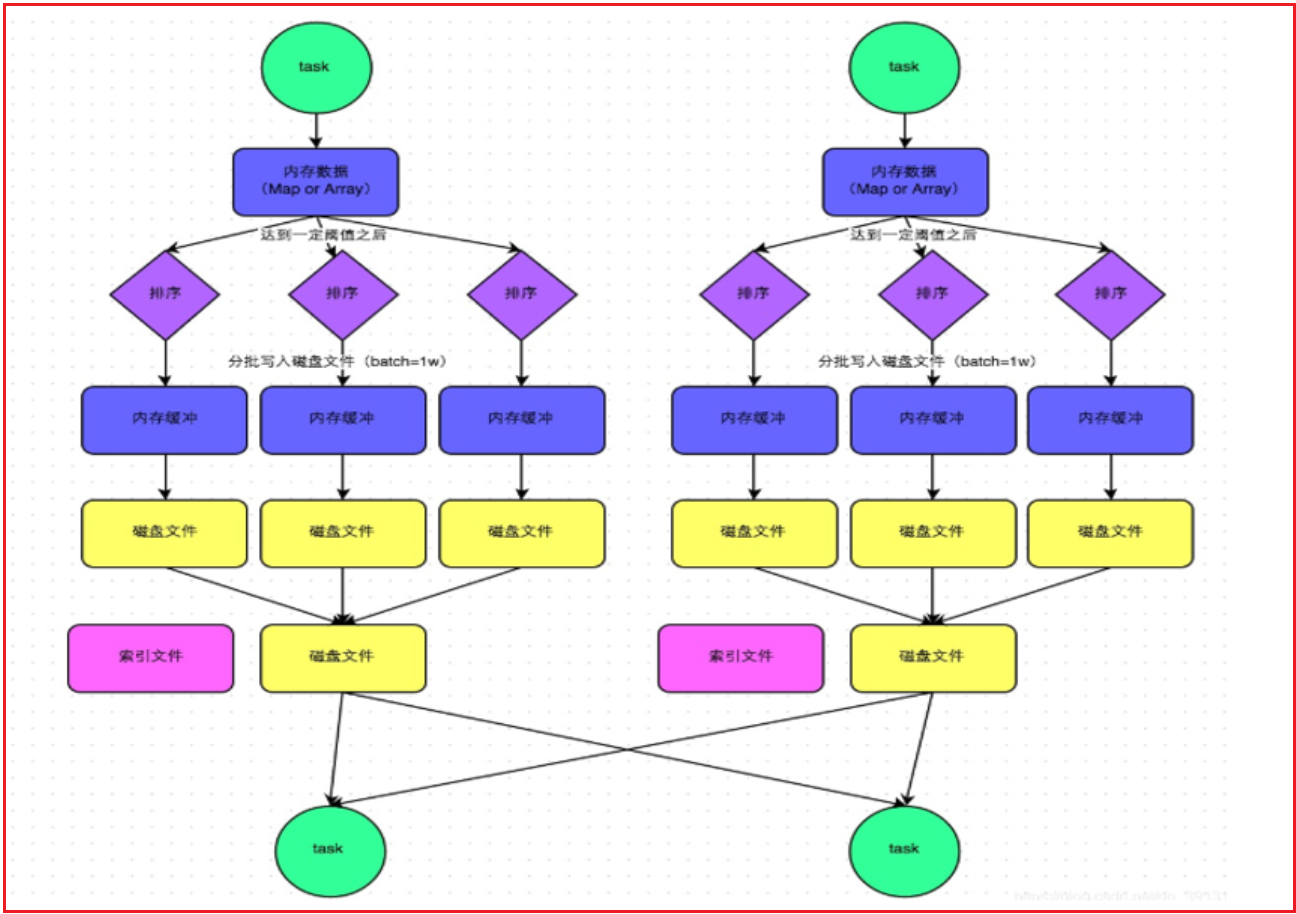 task
task
内存数据
（Map or Array）
内存数据
（Map or Array）
达到一定阈值之后
达到一定阈值之后
排序
排序
排序
排序
排序
排序
分批写入磁盘文件（batch=1w）
分批写入磁盘文件（batch=1w）
内存缓冲
内存缓冲
内存缓冲
内存缓冲
内存缓冲
内存缓冲
磁盘文件
磁盘文件
磁盘文件
磁盘文件
磁盘文件
磁盘文件
索引文件
磁盘文件
索引文件
磁盘文件
task
task